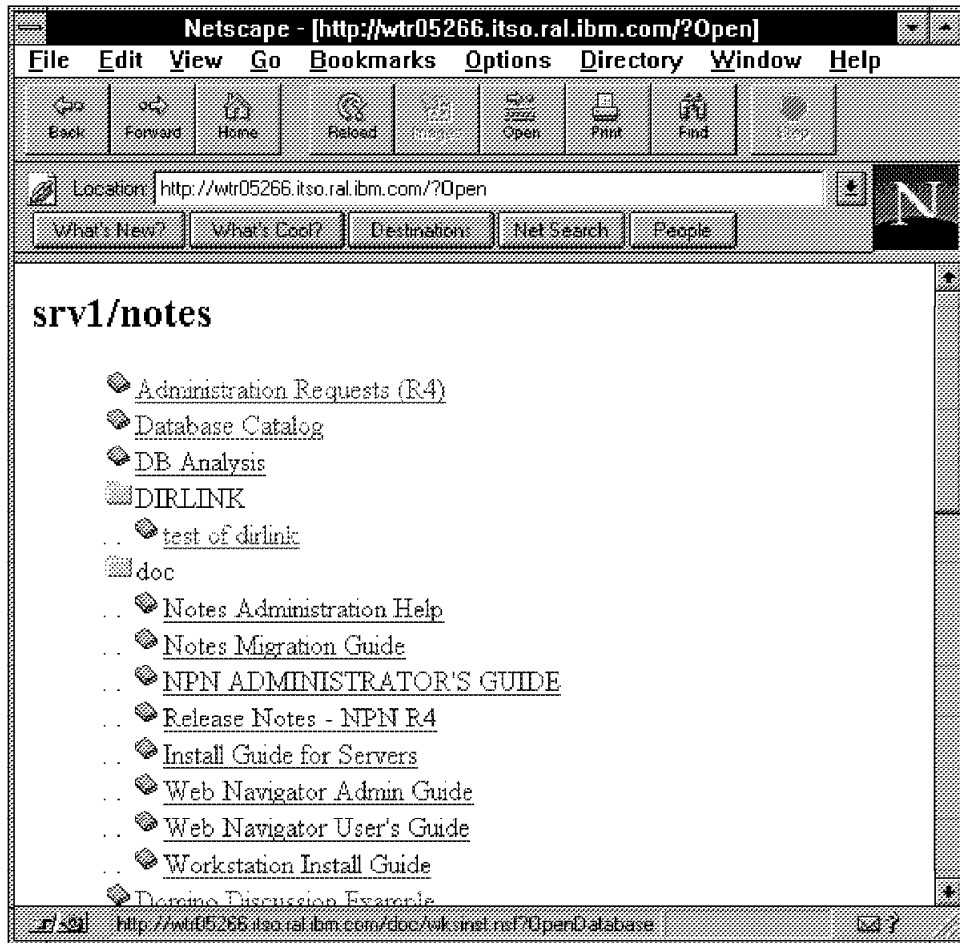 Netscape - [http://wtr05266.itso.ral.ibm.com/?Open]
File Edit View Go Bookmarks Options Directory Window Help
Back Forward Home Reload Images Open Print Find Stop
Location: http://wtr05266.itso.ral.ibm.com/?Open
N
What's New? What's Cool? Destinations Net Search People
srv1/notes
Administration Requests (R4)
Database Catalog
DB Analysis
DIRLINK
. . test of dirlink
doc
. . Notes Administration Help
. . Notes Migration Guide
. . NPN ADMINISTRATOR'S GUIDE
. . Release Notes - NPN R4
. . Install Guide for Servers
. . Web Navigator Admin Guide
. . Web Navigator User's Guide
. . Workstation Install Guide
Domino Discussion Example
http://wtr05266.itso.ral.ibm.com/doc/wksinst.nsf?OpenDatabase